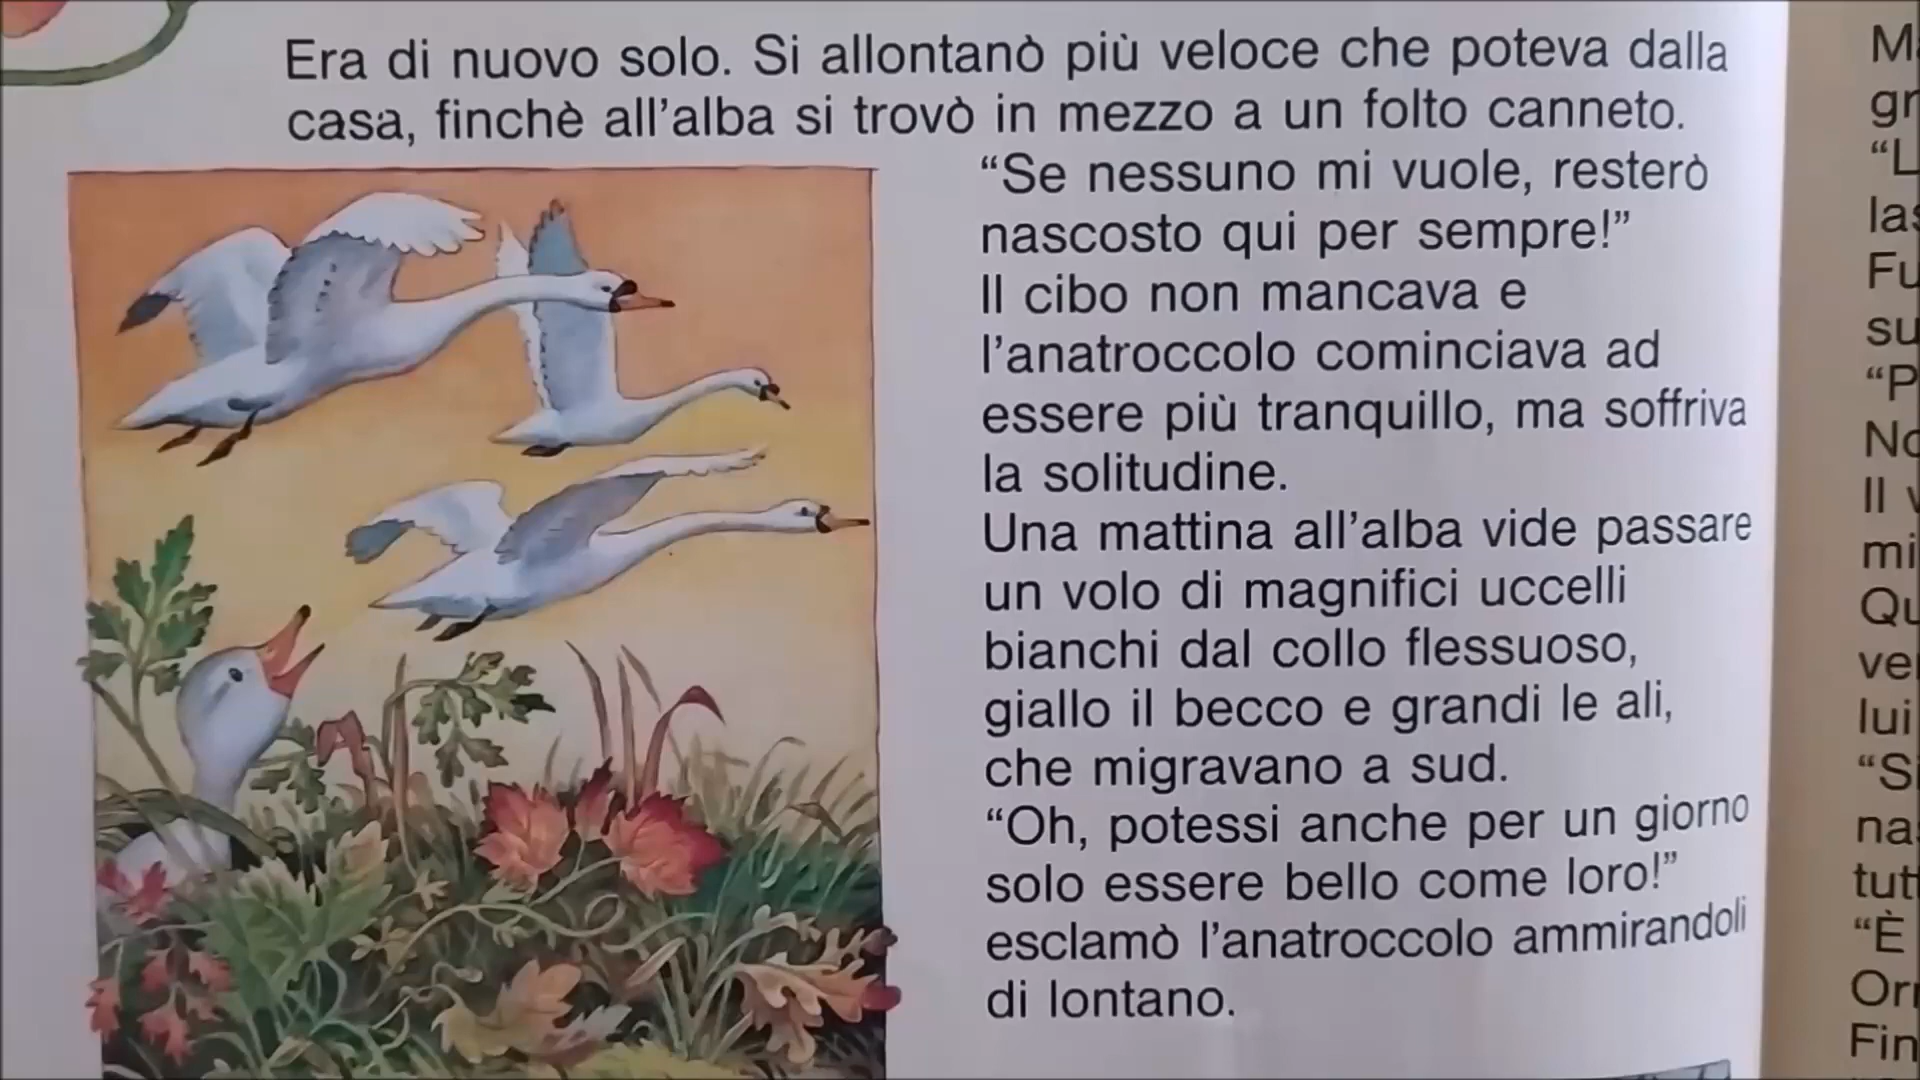 Era di nuovo solo. Si allontanò più veloce che poteva dalla
casa, finchè all'alba si trovò in mezzo a un folto canneto.
“Se nessuno mi vuole, resterò
nascosto qui per sempre!”
Il cibo non mancava e
l'anatroccolo cominciava ad
essere più tranquillo, ma soffriva
la solitudine.
Una mattina all'alba vide passare
un volo di magnifici uccelli
bianchi dal collo flessuoso,
giallo il becco e grandi le ali,
che migravano a sud.
“Oh, potessi anche per un giorno
solo essere bello come loro!”
esclamò l'anatroccolo ammirandoli
di lontano.